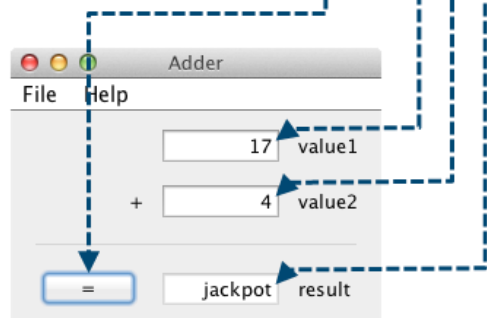 Adder
File Help
17 value1
+ 4 value2
= jackpot result